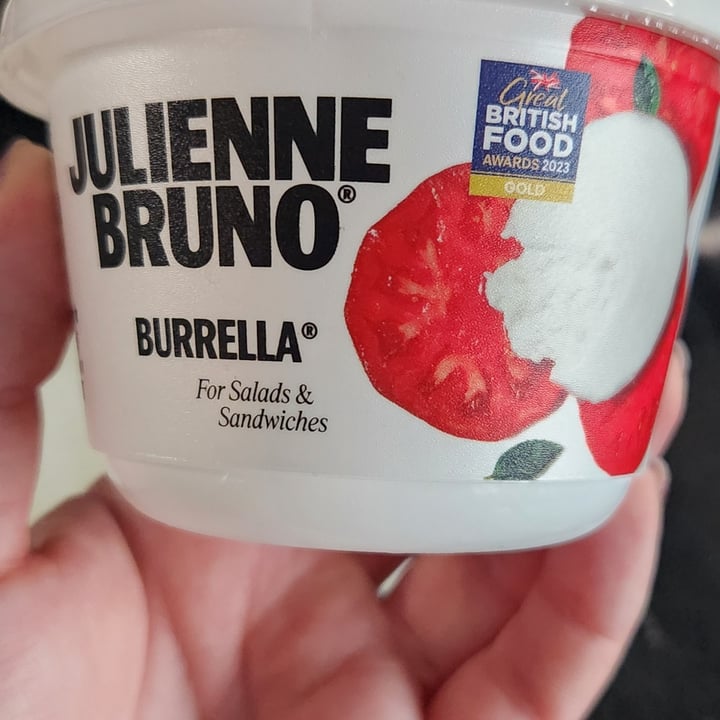 JULIENNE
BRUNO®
BURRELLA®
For Salads &
Sandwiches
Great
BRITISH
FOOD
AWARDS 2023
GOLD